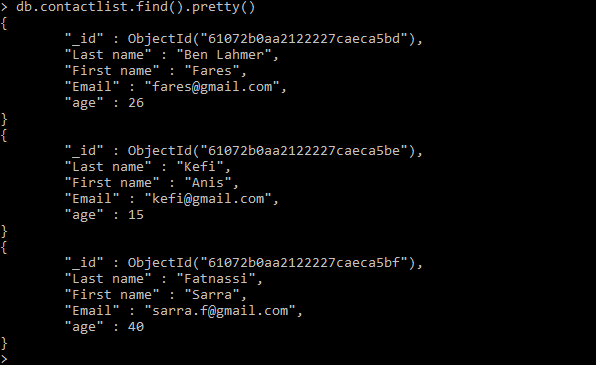 > db.contactlist.find().pretty()
{
        "_id" : ObjectId("61072b0aa2122227caeca5bd"),
        "Last name" : "Ben Lahmer",
        "First name" : "Fares",
        "Email" : "fares@gmail.com",
        "age" : 26
}
{
        "_id" : ObjectId("61072b0aa2122227caeca5be"),
        "Last name" : "Kefi",
        "First name" : "Anis",
        "Email" : "kefi@gmail.com",
        "age" : 15
}
{
        "_id" : ObjectId("61072b0aa2122227caeca5bf"),
        "Last name" : "Fatnassi",
        "First name" : "Sarra",
        "Email" : "sarra.f@gmail.com",
        "age" : 40
}
>